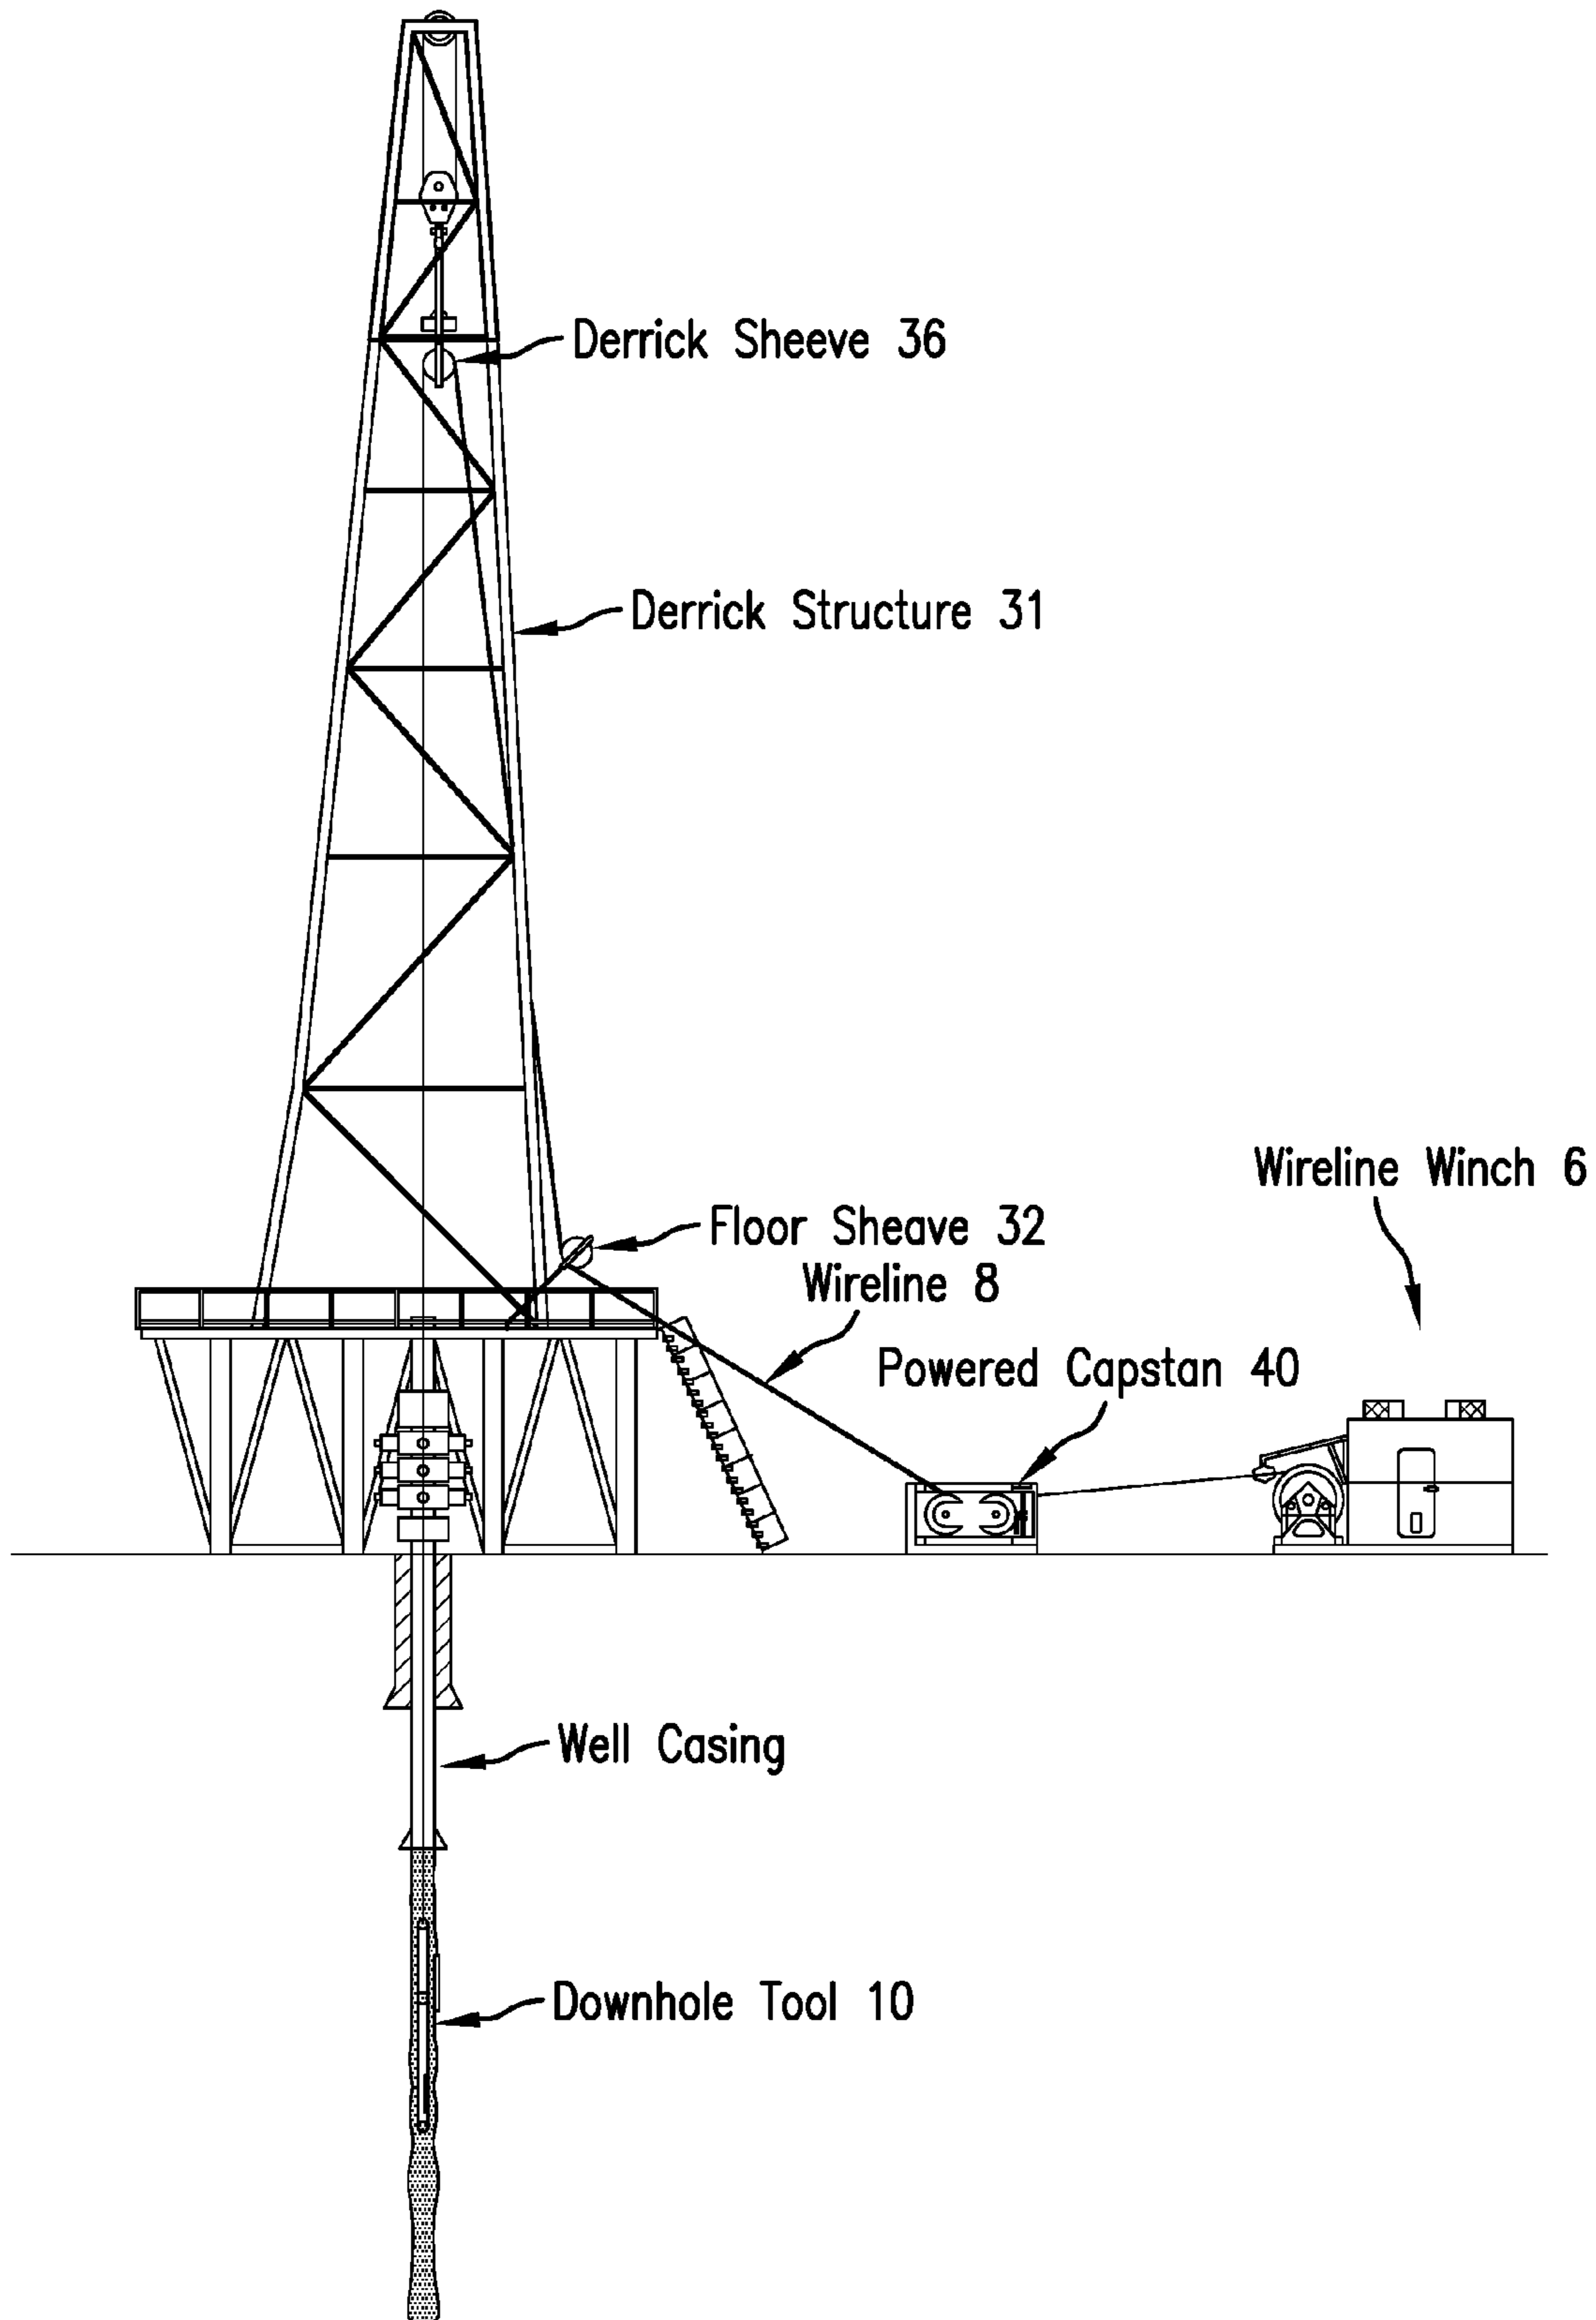 Derrick Sheeve 36
Derrick Structure 31
Wireline Winch 6
Floor Sheave 32
Wireline 8
Powered Capstan 40
Well Casing
Downhole Tool 10